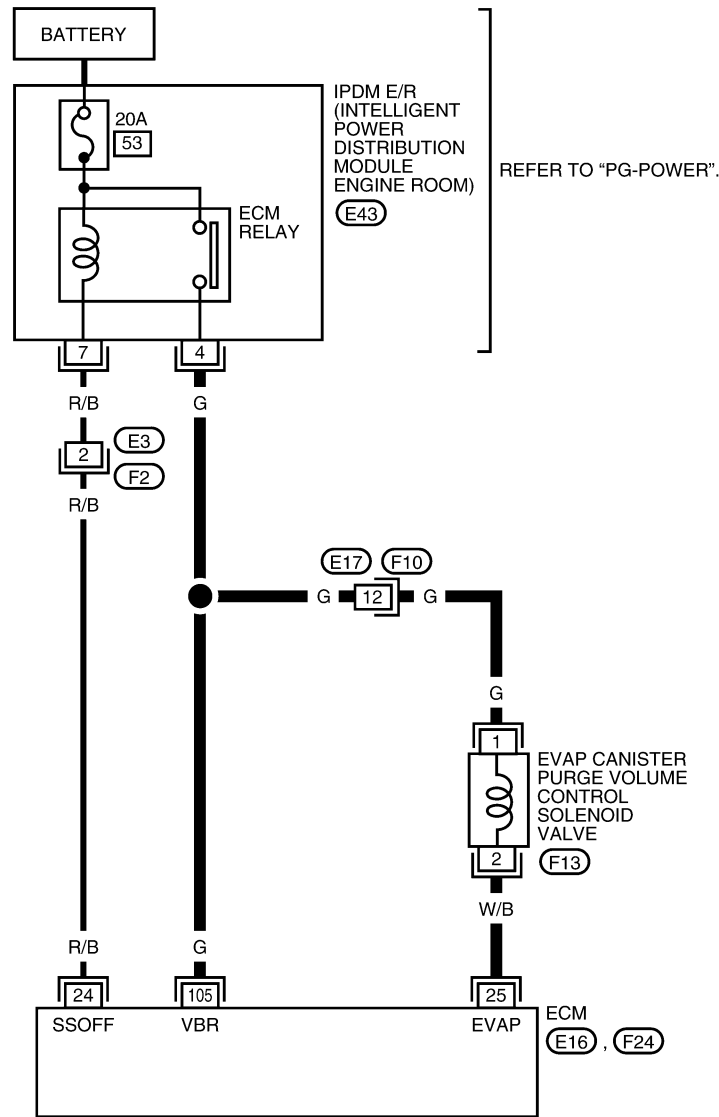 BATTERY
20A
53
IPDM E/R
(INTELLIGENT
POWER
DISTRIBUTION
MODULE
ENGINE ROOM)
E43
REFER TO “PG-POWER”.
ECM
RELAY
7
4
R/B
G
2
E3
F2
R/B
E17
F10
G
12
G
G
1
EVAP CANISTER
PURGE VOLUME
CONTROL
SOLENOID
VALVE
2
F13
W/B
R/B
G
24
105
25
SSOFF
VBR
EVAP
ECM
E16 , F24